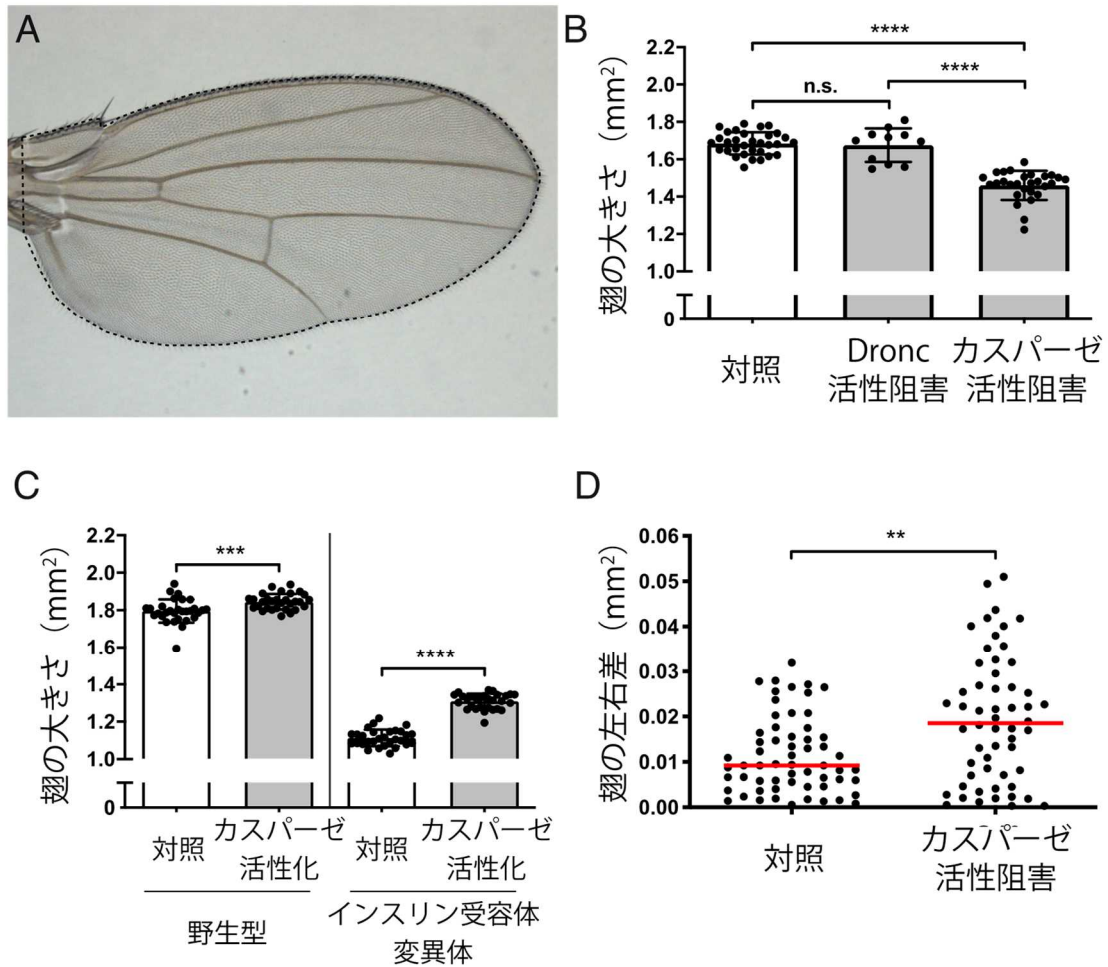 A
B
翅の大きさ（mm²）
2.2
2.0
1.8
1.6
1.4
1.2
1.0
0
****
****
n.s.
対照
Dronc
活性阻害
カスパーゼ
活性阻害
C
翅の大きさ（mm²）
2.2
2.0
1.8
1.6
1.4
1.2
1.0
0
***
****
対照
カスパーゼ
活性化
対照
カスパーゼ
活性化
野生型
インスリン受容体
変異体
D
翅の左右差（mm²）
0.06
0.05
0.04
0.03
0.02
0.01
0.00
**
対照
カスパーゼ
活性阻害